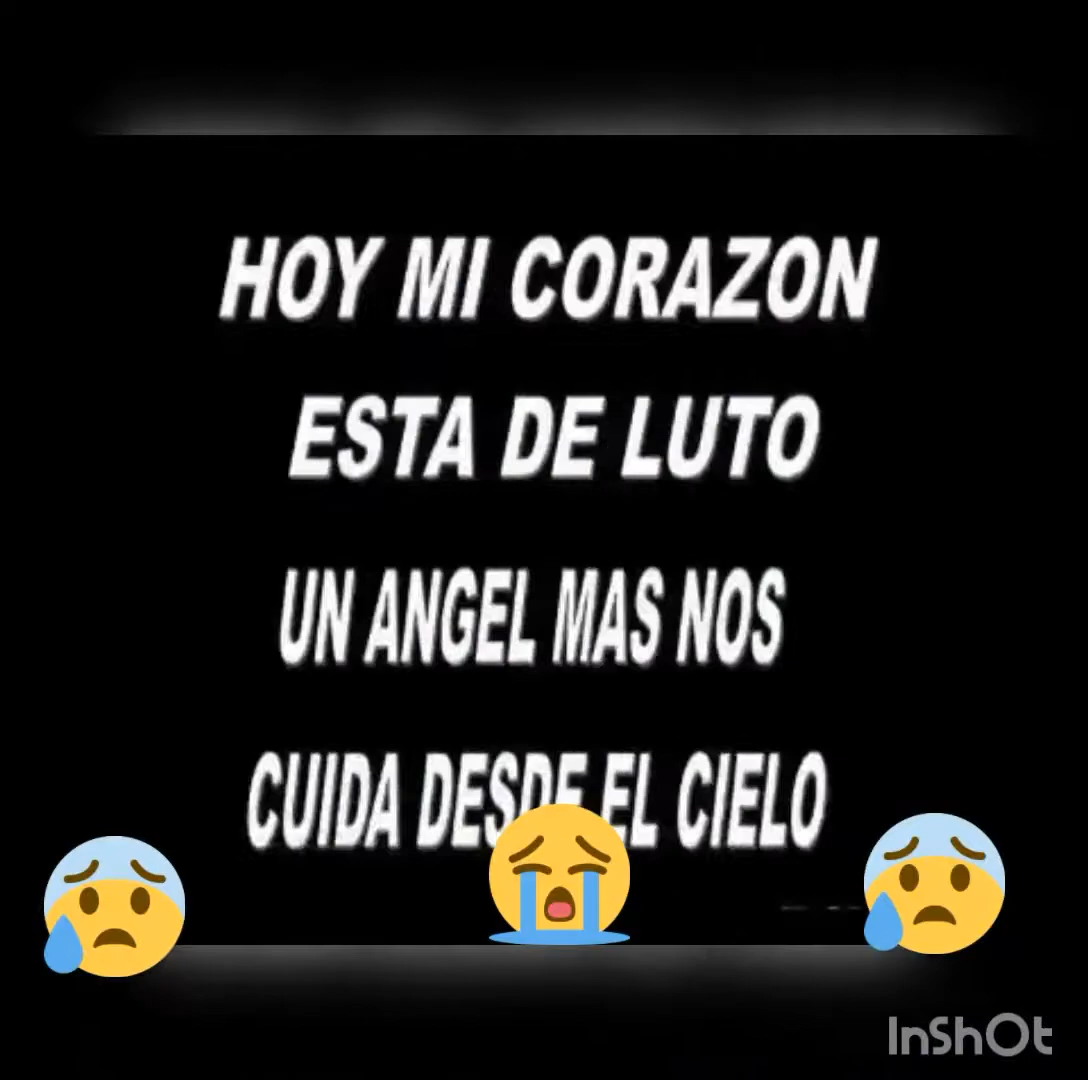 HOY MI CORAZON
ESTA DE LUTO
UN ANGEL MAS NOS
CUIDA DESDE EL CIELO
InShOt